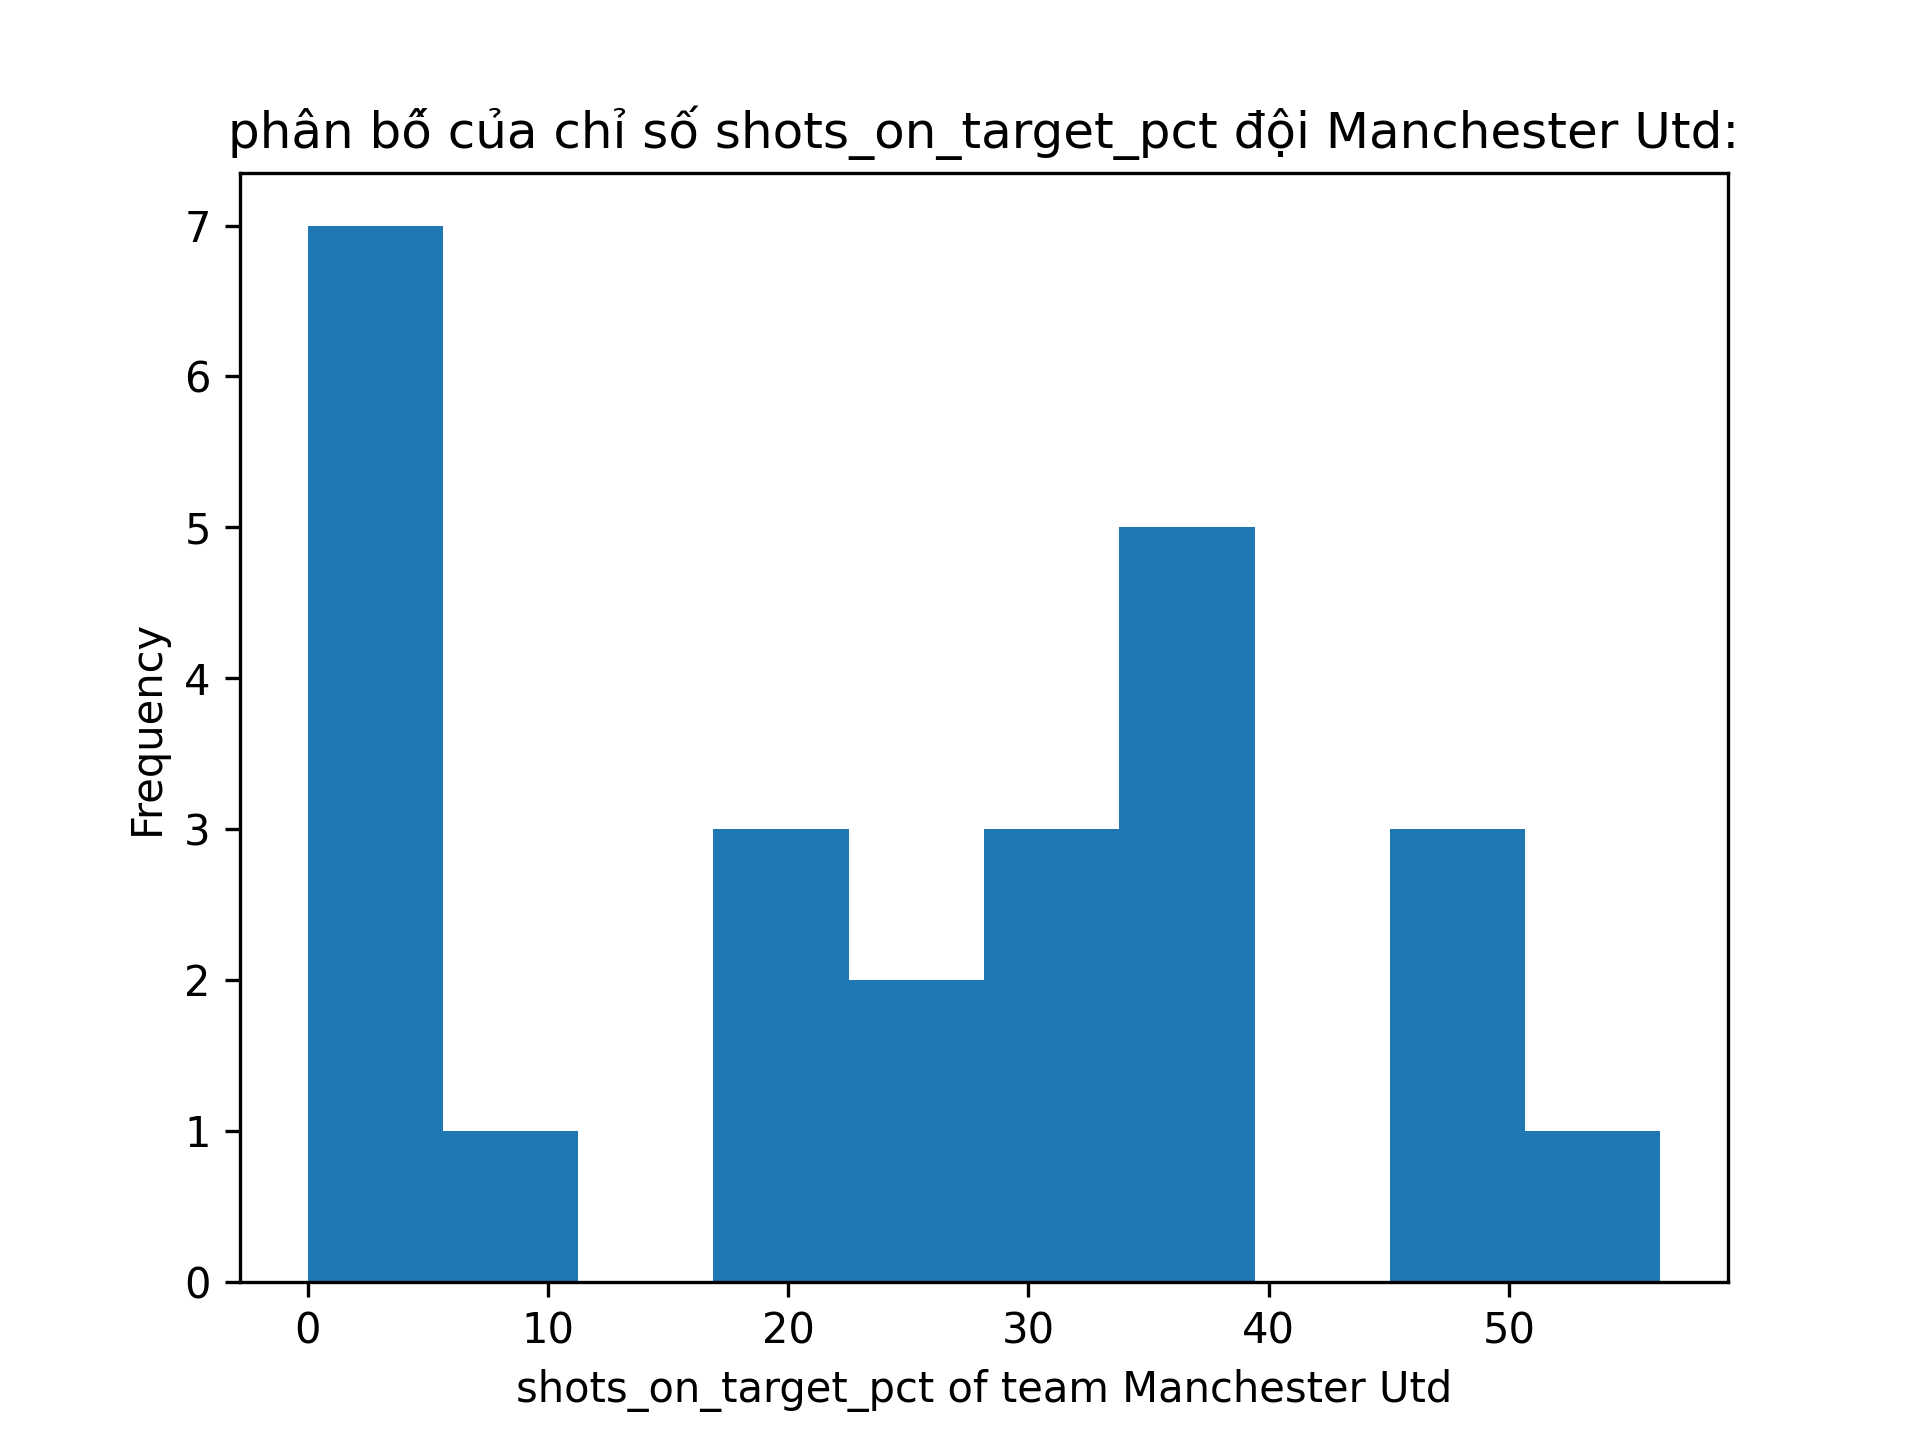 phân bố của chỉ số shots_on_target_pct đội Manchester Utd:
7
6
5
4
3
2
1
0
Frequency
0 10 20 30 40 50
shots_on_target_pct of team Manchester Utd